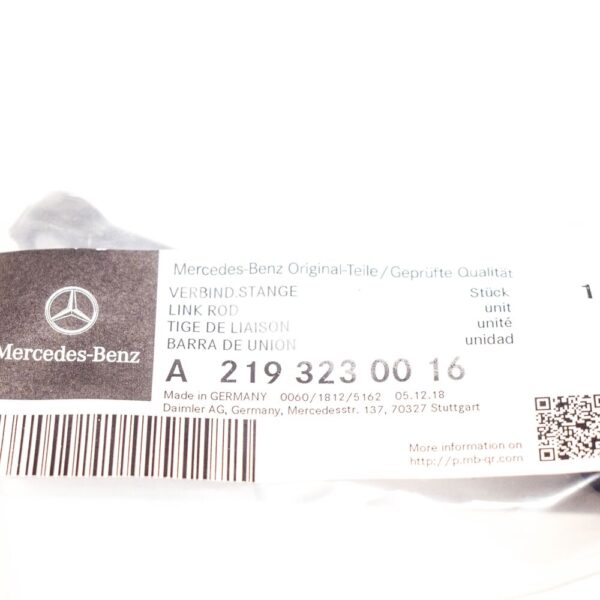 Mercedes-Benz Original-Teile/Geprüfte Qualität
VERBIND.STANGE Stück 1
LINK ROD unit
TIGE DE LIAISON unité
BARRA DE UNION unidad
Mercedes-Benz
A 219 323 00 16
Made in GERMANY 0060/1812/5162 05.12.18
Daimler AG, Germany, Mercedesstr. 137, 70327 Stuttgart
More information on
http://p.mb-qr.com